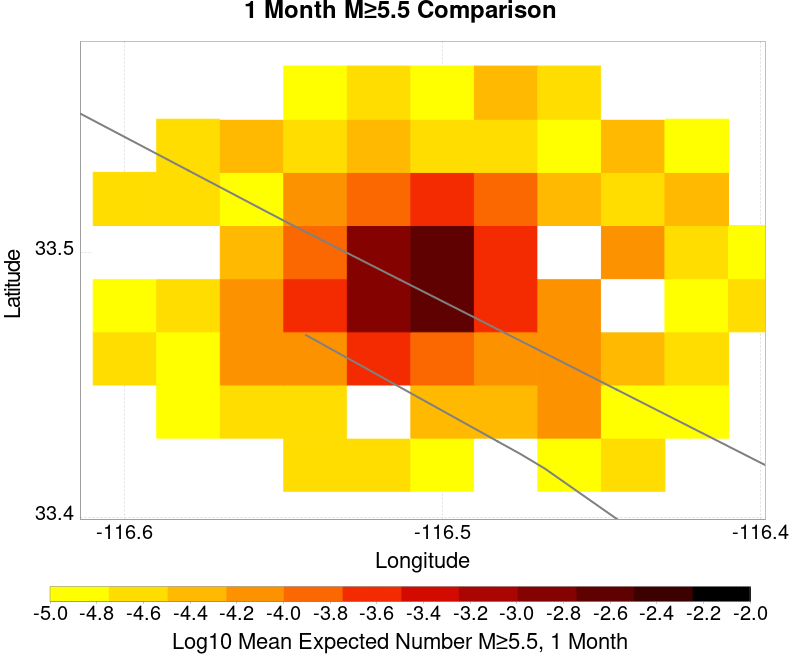 1 Month M≥5.5 Comparison
Latitude
33.5
33.4
-116.6 -116.5 -116.4
Longitude
-5.0 -4.8 -4.6 -4.4 -4.2 -4.0 -3.8 -3.6 -3.4 -3.2 -3.0 -2.8 -2.6 -2.4 -2.2 -2.0
Log10 Mean Expected Number M≥5.5, 1 Month